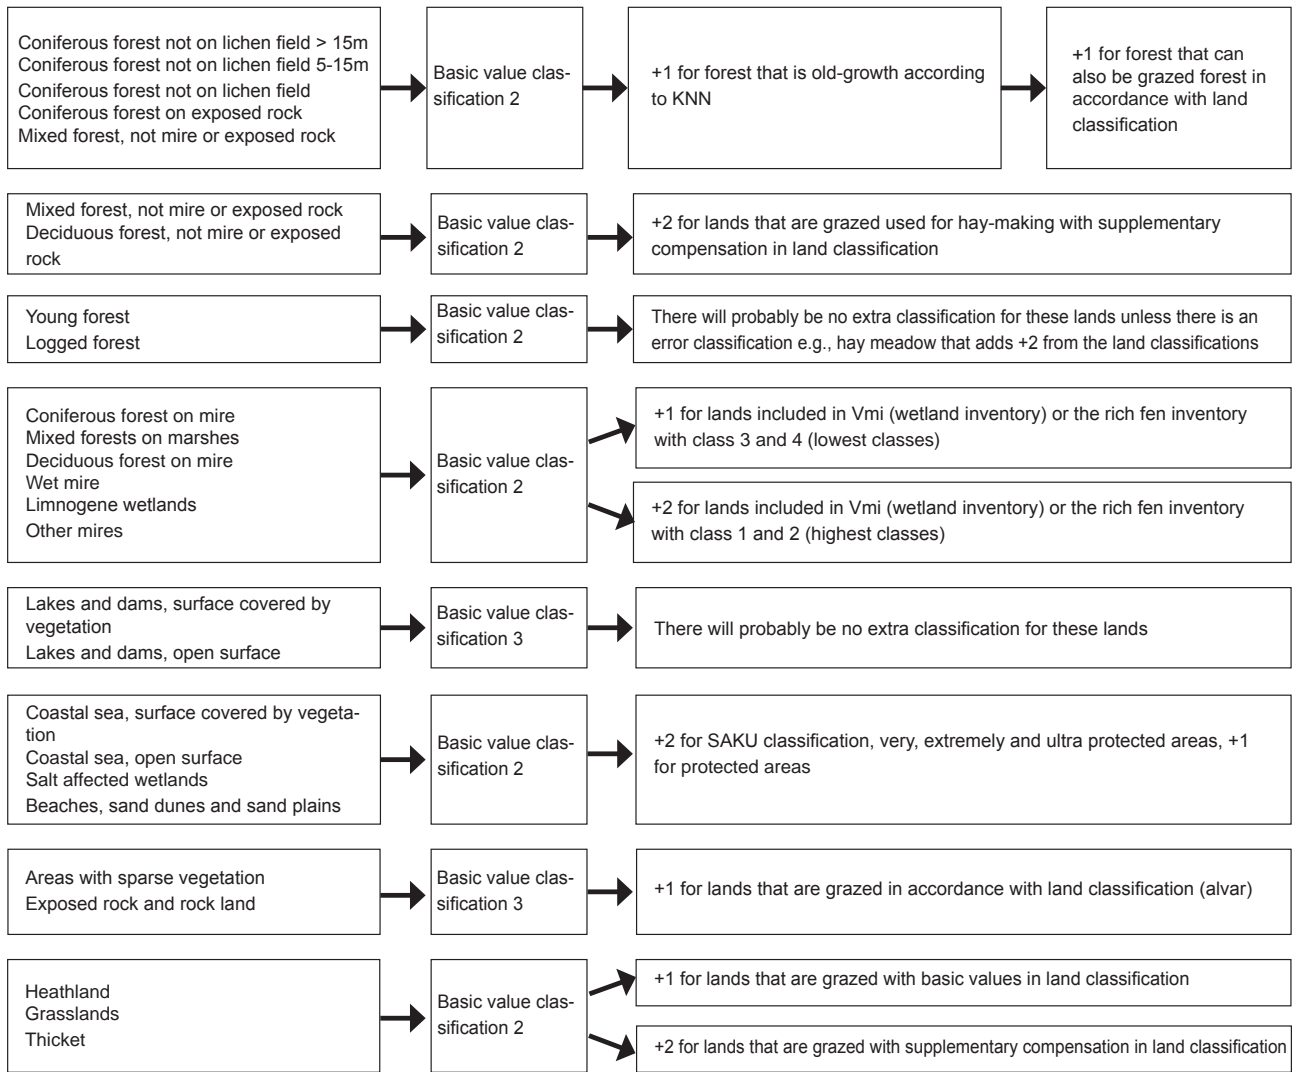 Coniferous forest not on lichen field > 15m
Coniferous forest not on lichen field 5-15m
Coniferous forest not on lichen field
Coniferous forest on exposed rock
Mixed forest, not mire or exposed rock
Basic value clas-
sification 2
+1 for forest that is old-growth according
to KNN
+1 for forest that can
also be grazed forest in
accordance with land
classification
Mixed forest, not mire or exposed rock
Deciduous forest, not mire or exposed
rock
Basic value clas-
sification 2
+2 for lands that are grazed used for hay-making with supplementary
compensation in land classification
Young forest
Logged forest
Basic value clas-
sification 2
There will probably be no extra classification for these lands unless there is an
error classification e.g., hay meadow that adds +2 from the land classifications
Coniferous forest on mire
Mixed forests on marshes
Deciduous forest on mire
Wet mire
Limnogene wetlands
Other mires
Basic value clas-
sification 2
+1 for lands included in Vmi (wetland inventory) or the rich fen inventory
with class 3 and 4 (lowest classes)
+2 for lands included in Vmi (wetland inventory) or the rich fen inventory
with class 1 and 2 (highest classes)
Lakes and dams, surface covered by
vegetation
Lakes and dams, open surface
Basic value clas-
sification 3
There will probably be no extra classification for these lands
Coastal sea, surface covered by vegeta-
tion
Coastal sea, open surface
Salt affected wetlands
Beaches, sand dunes and sand plains
Basic value clas-
sification 2
+2 for SAKU classification, very, extremely and ultra protected areas, +1
for protected areas
Areas with sparse vegetation
Exposed rock and rock land
Basic value clas-
sification 3
+1 for lands that are grazed in accordance with land classification (alvar)
Heathland
Grasslands
Thicket
Basic value clas-
sification 2
+1 for lands that are grazed with basic values in land classification
+2 for lands that are grazed with supplementary compensation in land classification